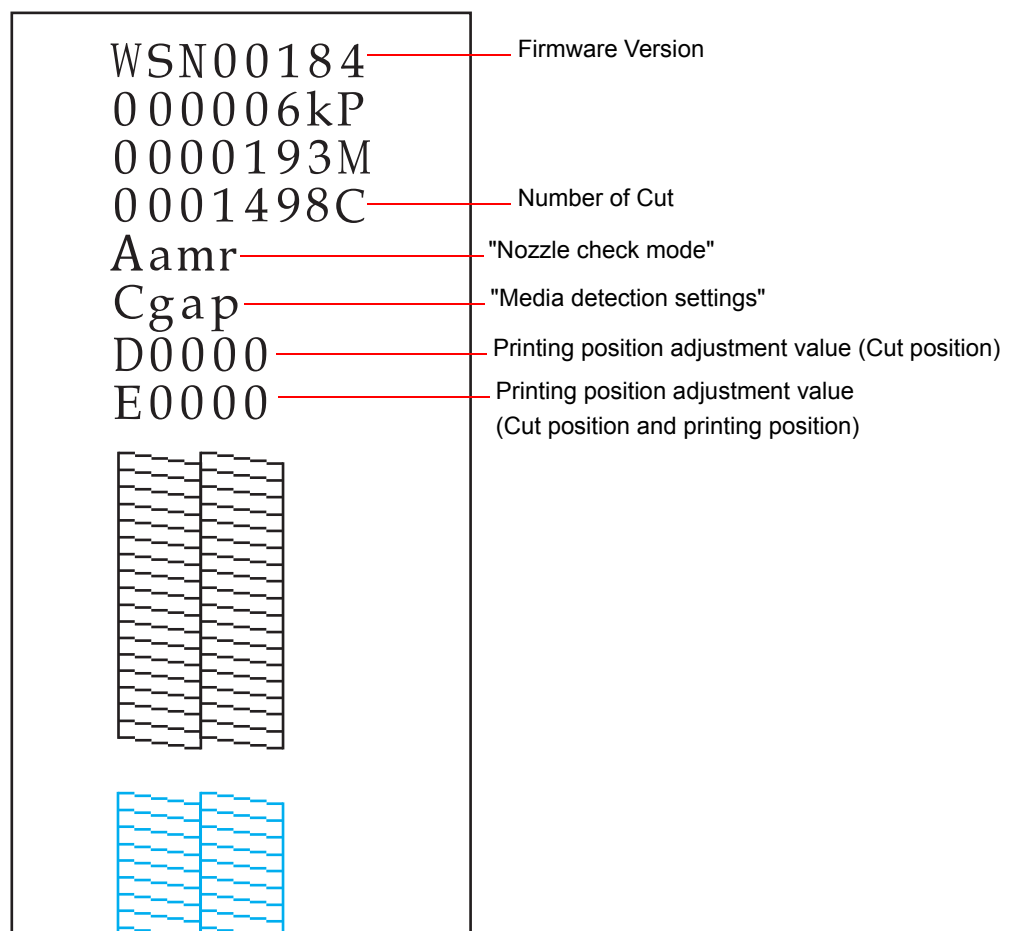 WSN00184 Firmware Version
000006kP
0000193M
0001498C Number of Cut
Aamr "Nozzle check mode"
Cgap "Media detection settings"
D0000 Printing position adjustment value (Cut position)
E0000 Printing position adjustment value
(Cut position and printing position)